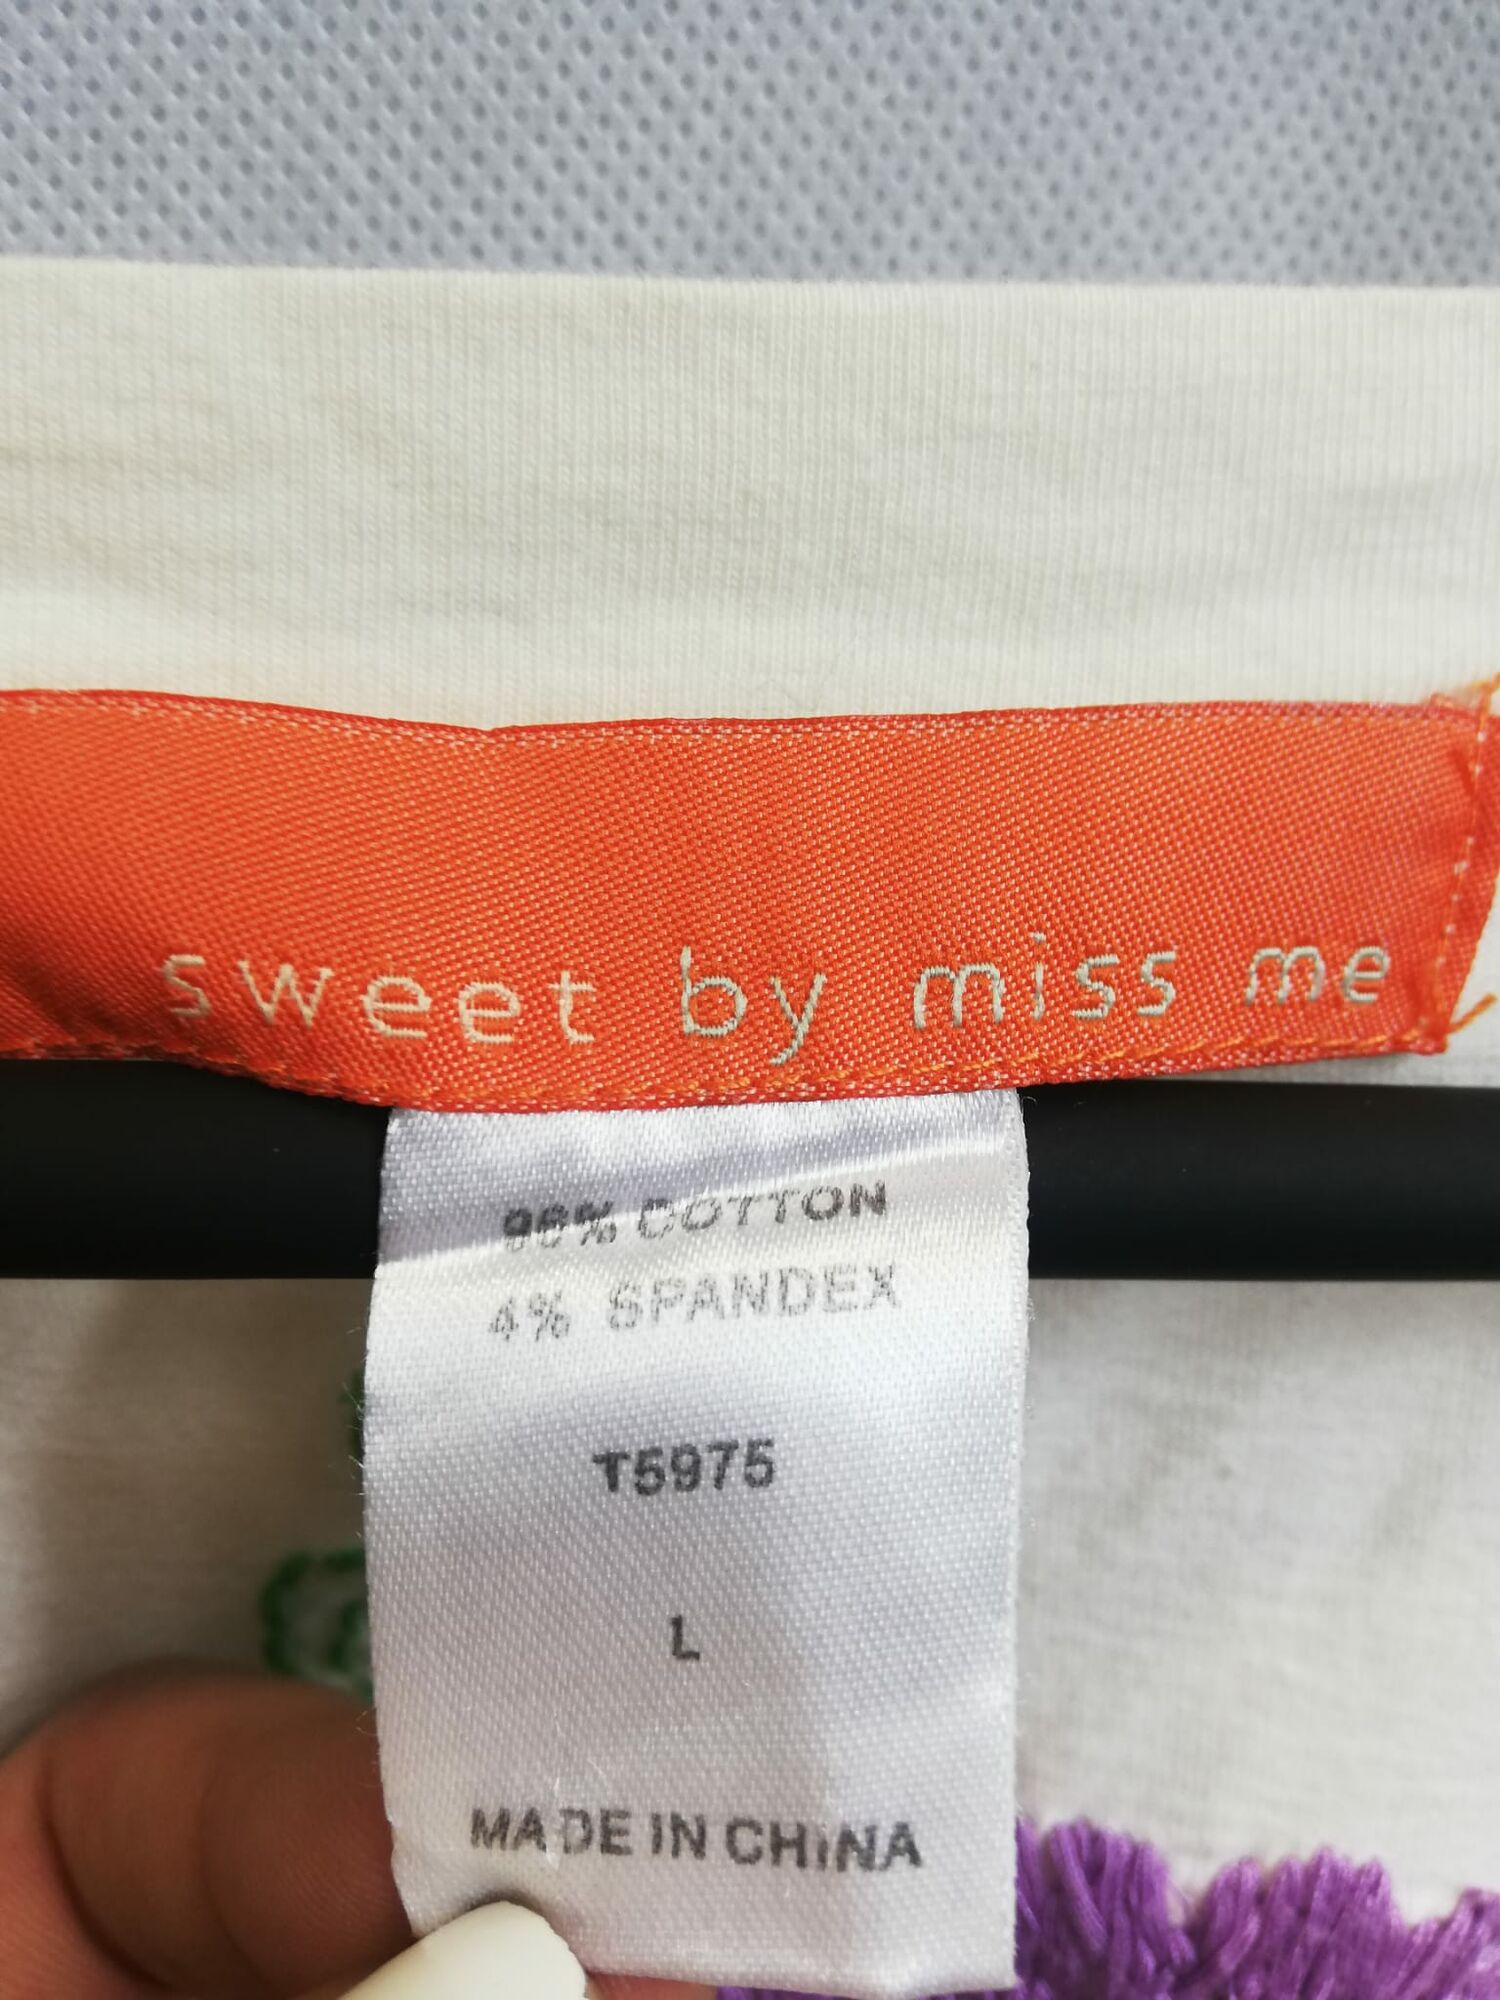 sweet by miss me
96% COTTON
4% SPANDEX
T5975
L
MADE IN CHINA